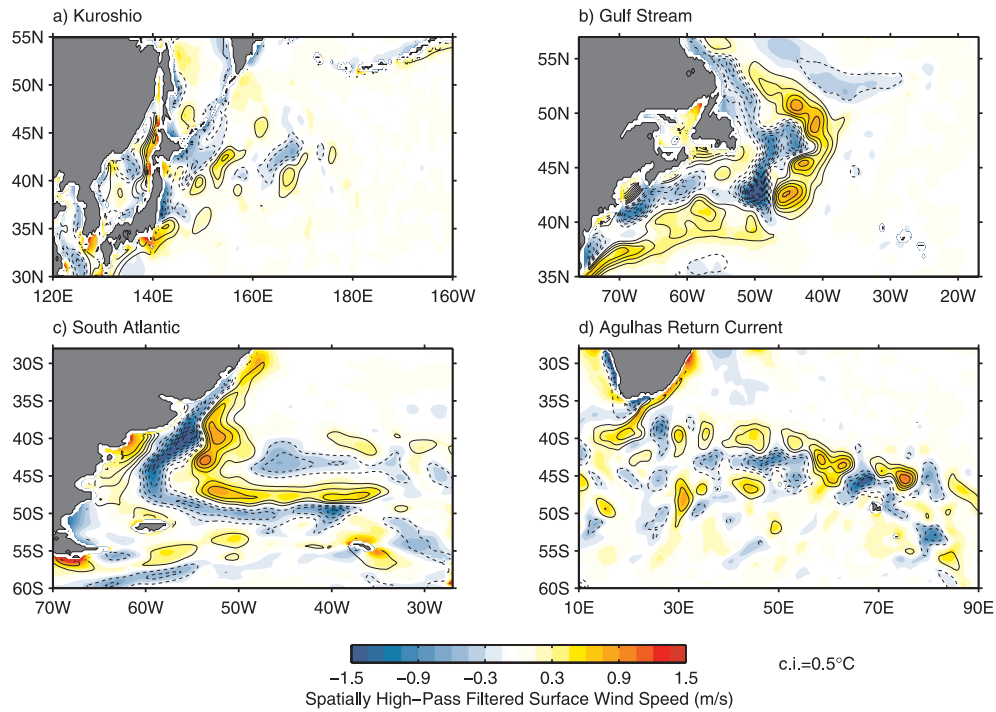 a) Kuroshio
55N
50N
45N
40N
35N
30N
120E 140E 160E 180E 160W
b) Gulf Stream
55N
50N
45N
40N
35N
70W 60W 50W 40W 30W 20W
c) South Atlantic
30S
35S
40S
45S
50S
55S
60S
70W 60W 50W 40W 30W
d) Agulhas Return Current
30S
35S
40S
45S
50S
55S
60S
10E 30E 50E 70E 90E
−1.5 −0.9 −0.3 0.3 0.9 1.5
Spatially High−Pass Filtered Surface Wind Speed (m/s)
c.i.=0.5°C